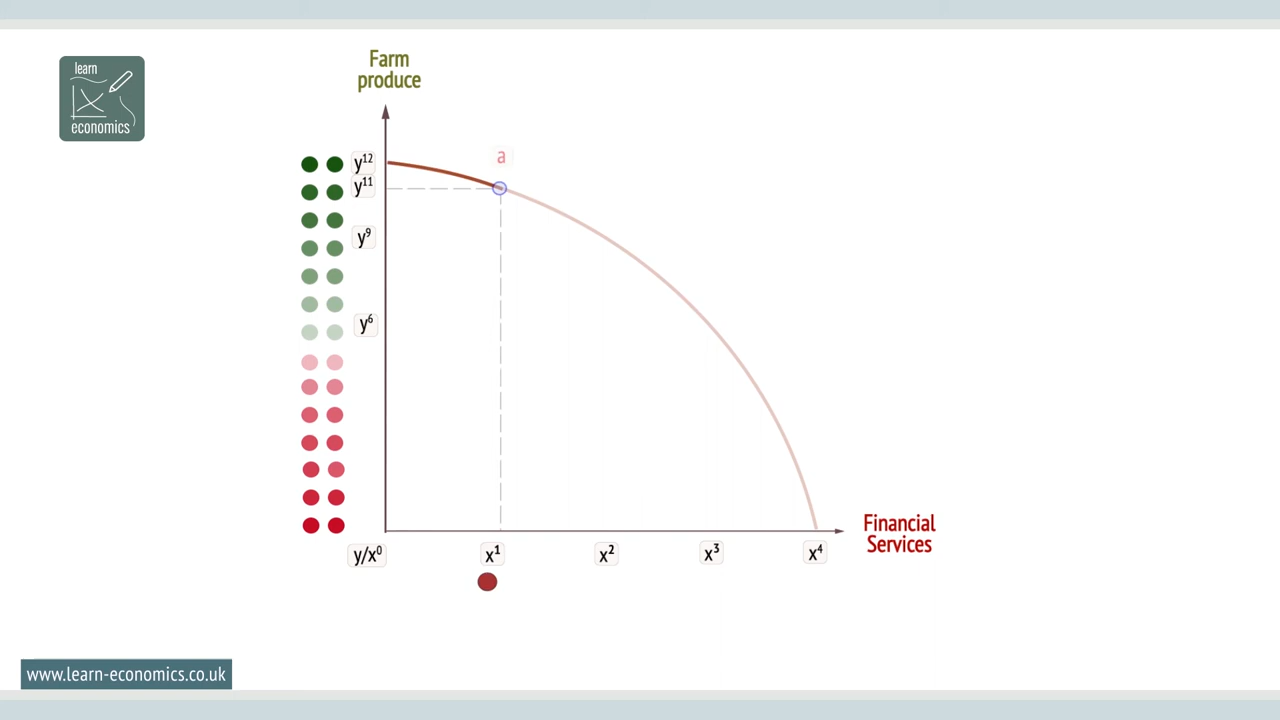 learn
economics
Farm
produce
a
y¹²
y¹¹
y⁹
y⁶
y/x⁰
x¹
x²
x³
x⁴
Financial
Services
www.learn-economics.co.uk